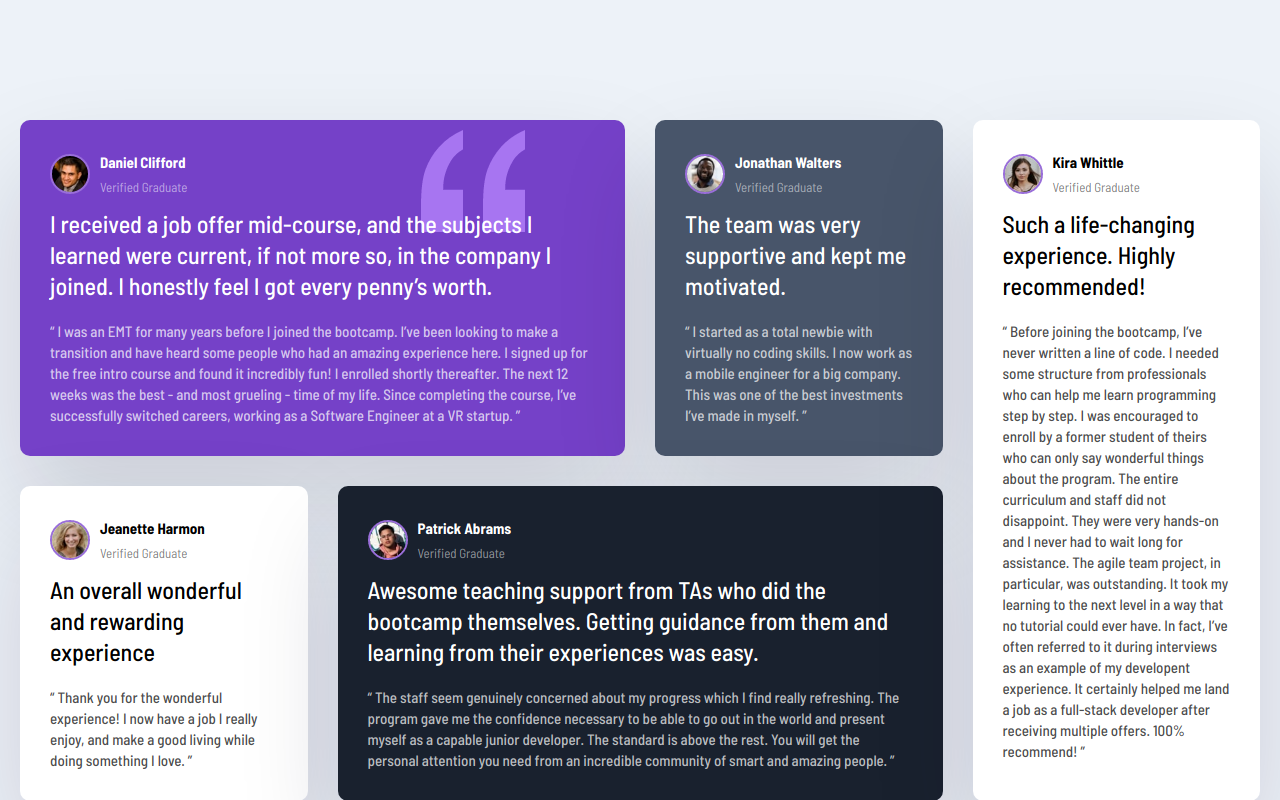 Daniel Clifford
Verified Graduate
I received a job offer mid-course, and the subjects I
learned were current, if not more so, in the company I
joined. I honestly feel I got every penny’s worth.
“ I was an EMT for many years before I joined the bootcamp. I’ve been looking to make a
transition and have heard some people who had an amazing experience here. I signed up for
the free intro course and found it incredibly fun! I enrolled shortly thereafter. The next 12
weeks was the best - and most grueling - time of my life. Since completing the course, I’ve
successfully switched careers, working as a Software Engineer at a VR startup. ”
Jonathan Walters
Verified Graduate
The team was very
supportive and kept me
motivated.
“ I started as a total newbie with
virtually no coding skills. I now work as
a mobile engineer for a big company.
This was one of the best investments
I’ve made in myself. ”
Kira Whittle
Verified Graduate
Such a life-changing
experience. Highly
recommended!
“ Before joining the bootcamp, I’ve
never written a line of code. I needed
some structure from professionals
who can help me learn programming
step by step. I was encouraged to
enroll by a former student of theirs
who can only say wonderful things
about the program. The entire
curriculum and staff did not
disappoint. They were very hands-on
and I never had to wait long for
assistance. The agile team project, in
particular, was outstanding. It took my
learning to the next level in a way that
no tutorial could ever have. In fact, I’ve
often referred to it during interviews
as an example of my developent
experience. It certainly helped me land
a job as a full-stack developer after
receiving multiple offers. 100%
recommend! ”
Jeanette Harmon
Verified Graduate
An overall wonderful
and rewarding
experience
“ Thank you for the wonderful
experience! I now have a job I really
enjoy, and make a good living while
doing something I love. ”
Patrick Abrams
Verified Graduate
Awesome teaching support from TAs who did the
bootcamp themselves. Getting guidance from them and
learning from their experiences was easy.
“ The staff seem genuinely concerned about my progress which I find really refreshing. The
program gave me the confidence necessary to be able to go out in the world and present
myself as a capable junior developer. The standard is above the rest. You will get the
personal attention you need from an incredible community of smart and amazing people. ”